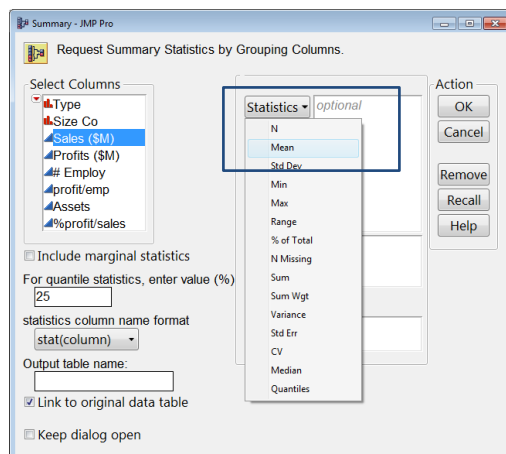 Summary - JMP Pro
Request Summary Statistics by Grouping Columns.
Select Columns
Type
Size Co
Sales ($M)
Profits ($M)
# Employ
profit/emp
Assets
%profit/sales
Include marginal statistics
For quantile statistics, enter value (%)
25
statistics column name format
stat(column)
Output table name:
Link to original data table
Keep dialog open
Statistics optional
N
Mean
Std Dev
Min
Max
Range
% of Total
N Missing
Sum
Sum Wgt
Variance
Std Err
CV
Median
Quantiles
Action
OK
Cancel
Remove
Recall
Help